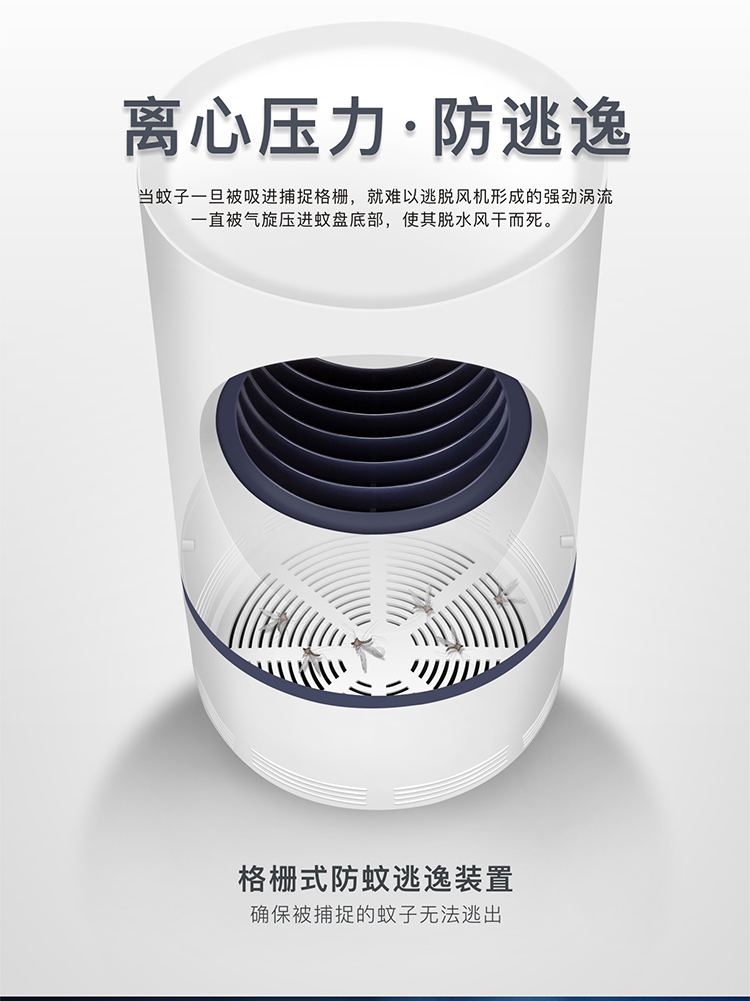 离心压力·防逃逸
当蚊子一旦被吸进捕捉格栅，就难以逃脱风机形成的强劲涡流
一直被气旋压进蚊盘底部，使其脱水风干而死。
格栅式防蚊逃逸装置
确保被捕捉的蚊子无法逃出